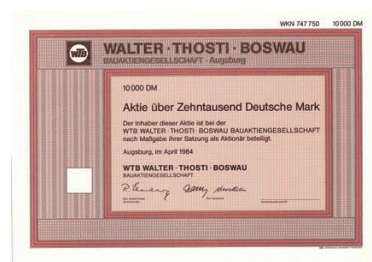 WKN 747 750 10 000 DM
WTB
WALTER · THOSTI · BOSWAU
BAUAKTIENGESELLSCHAFT · Augsburg
10 000 DM
Aktie über Zehntausend Deutsche Mark
Der Inhaber dieser Aktie ist bei der
WTB WALTER · THOSTI · BOSWAU BAUAKTIENGESELLSCHAFT
nach Maßgabe ihrer Satzung als Aktionär beteiligt.
Augsburg, im April 1984
WTB WALTER · THOSTI · BOSWAU
BAUAKTIENGESELLSCHAFT